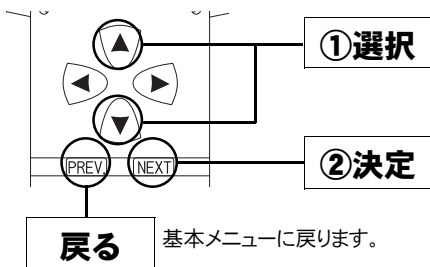 ①選択
PREV.
NEXT
②決定
戻る
基本メニューに戻ります。